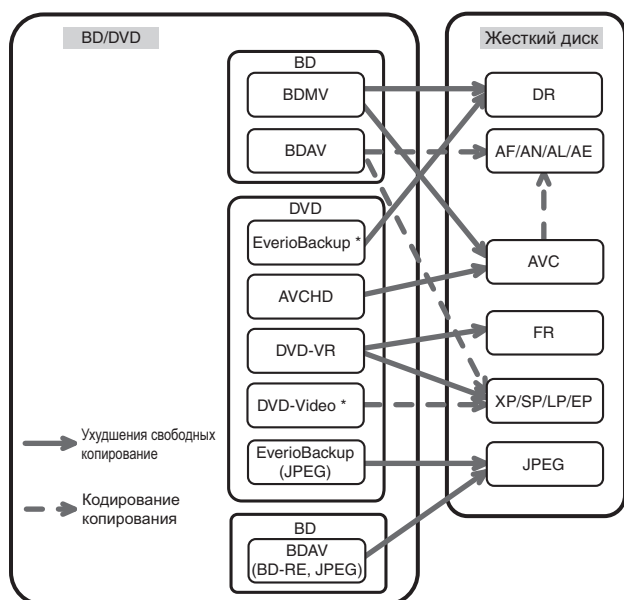 BD/DVD
Жесткий диск
BD
BDMV
BDAV
DVD
EverioBackup *
AVCHD
DVD-VR
DVD-Video *
EverioBackup
(JPEG)
BD
BDAV
(BD-RE, JPEG)
DR
AF/AN/AL/AE
AVC
FR
XP/SP/LP/EP
JPEG
Ухудшения свободных
копирование
Кодирование
копирования